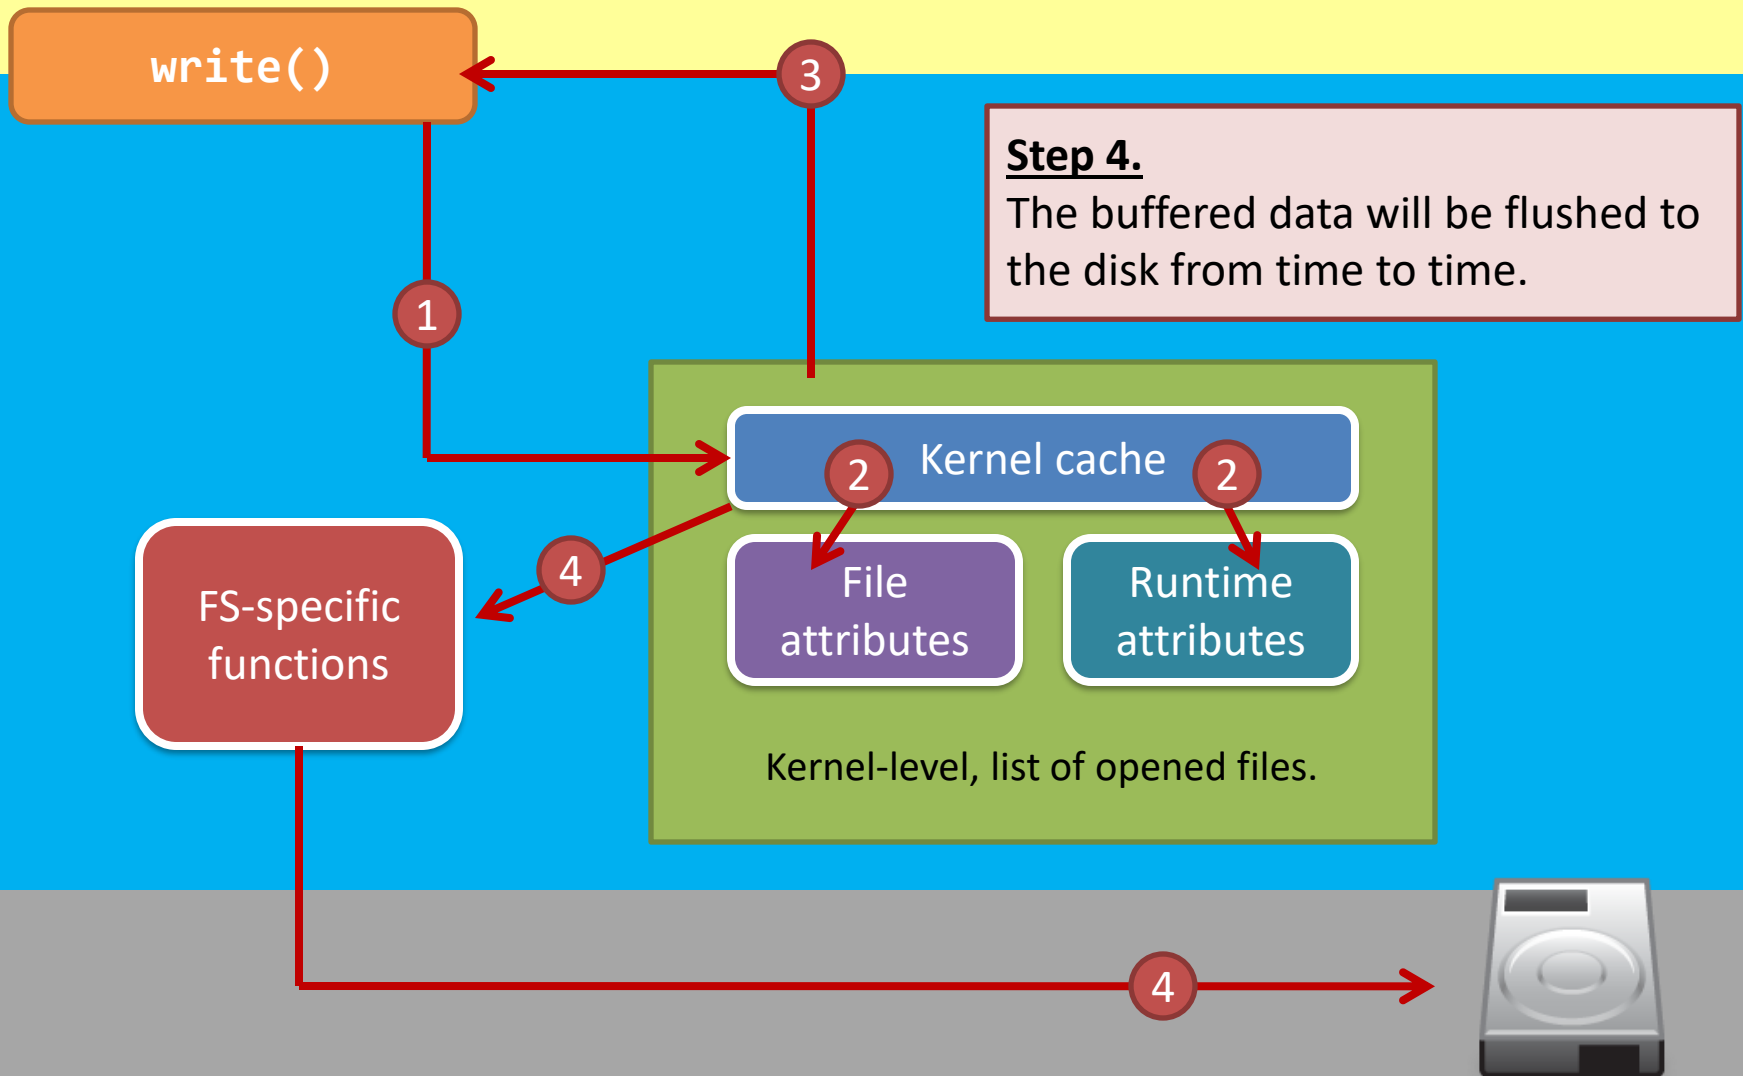 write()
3
Step 4.
The buffered data will be flushed to
the disk from time to time.
1
2
Kernel cache
2
4
FS-specific
functions
File
attributes
Runtime
attributes
Kernel-level, list of opened files.
4